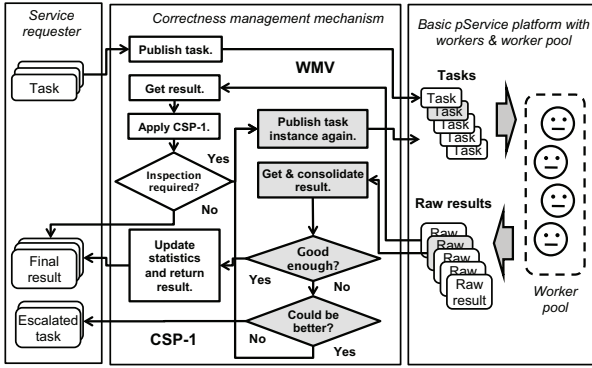 Service
requester
Correctness management mechanism
Basic pService platform with
workers & worker pool
Task
Publish task.
WMV
Get result.
Apply CSP-1.
Publish task
instance again.
Inspection
required?
Yes
No
Get & consolidate
result.
Update
statistics
and return
result.
Good
enough?
Yes
No
Could be
better?
No
Yes
CSP-1
Final
result
Escalated
task
Tasks
Task
Task
Task
Task
Task
Raw results
Raw
Raw
Raw
Raw
Raw
result
Worker
pool